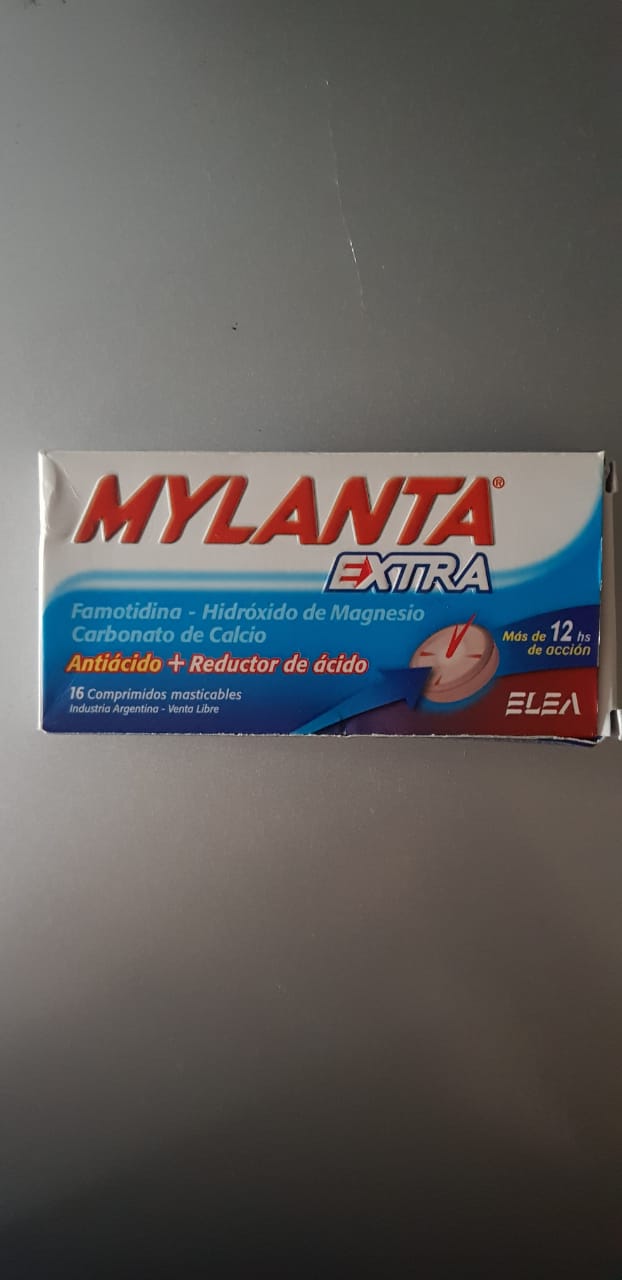 MYLANTA®
EXTRA
Famotidina - Hidróxido de Magnesio
Carbonato de Calcio
Antiácido + Reductor de ácido
Más de 12 hs
de acción
16 Comprimidos masticables
Industria Argentina - Venta Libre
ELEA